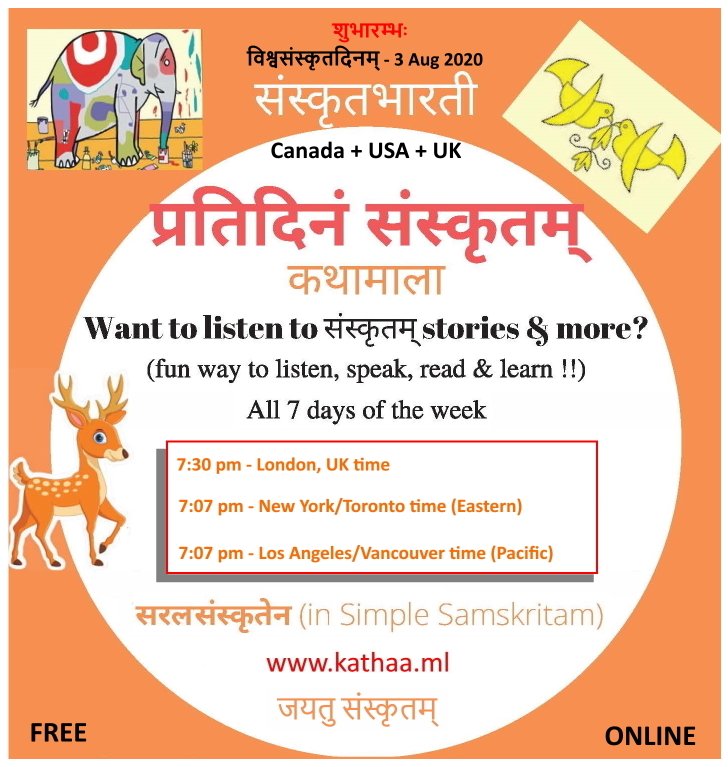 शुभारम्भः
विश्वसंस्कृतदिनम् - 3 Aug 2020
संस्कृतभारती
Canada + USA + UK
प्रतिदिनं संस्कृतम्
कथामाला
Want to listen to संस्कृतम् stories & more?
(fun way to listen, speak, read & learn !!)
All 7 days of the week
7:30 pm - London, UK time
7:07 pm - New York/Toronto time (Eastern)
7:07 pm - Los Angeles/Vancouver time (Pacific)
सरलसंस्कृतेन (in Simple Samskritam)
www.kathaa.ml
जयतु संस्कृतम्
FREE
ONLINE